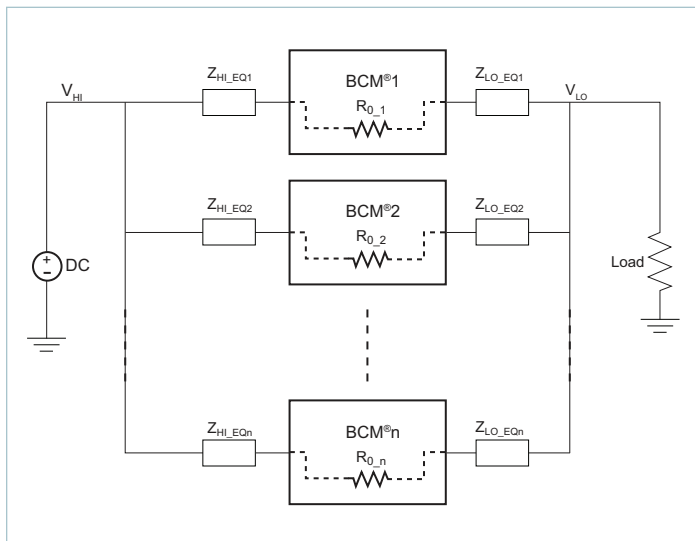 V_HI Z_HI_EQ1 BCM®1 Z_LO_EQ1 V_LO
R_0_1
Z_HI_EQ2 BCM®2 Z_LO_EQ2
R_0_2
+
-
DC Load
Z_HI_EQn BCM®n Z_LO_EQn
R_0_n